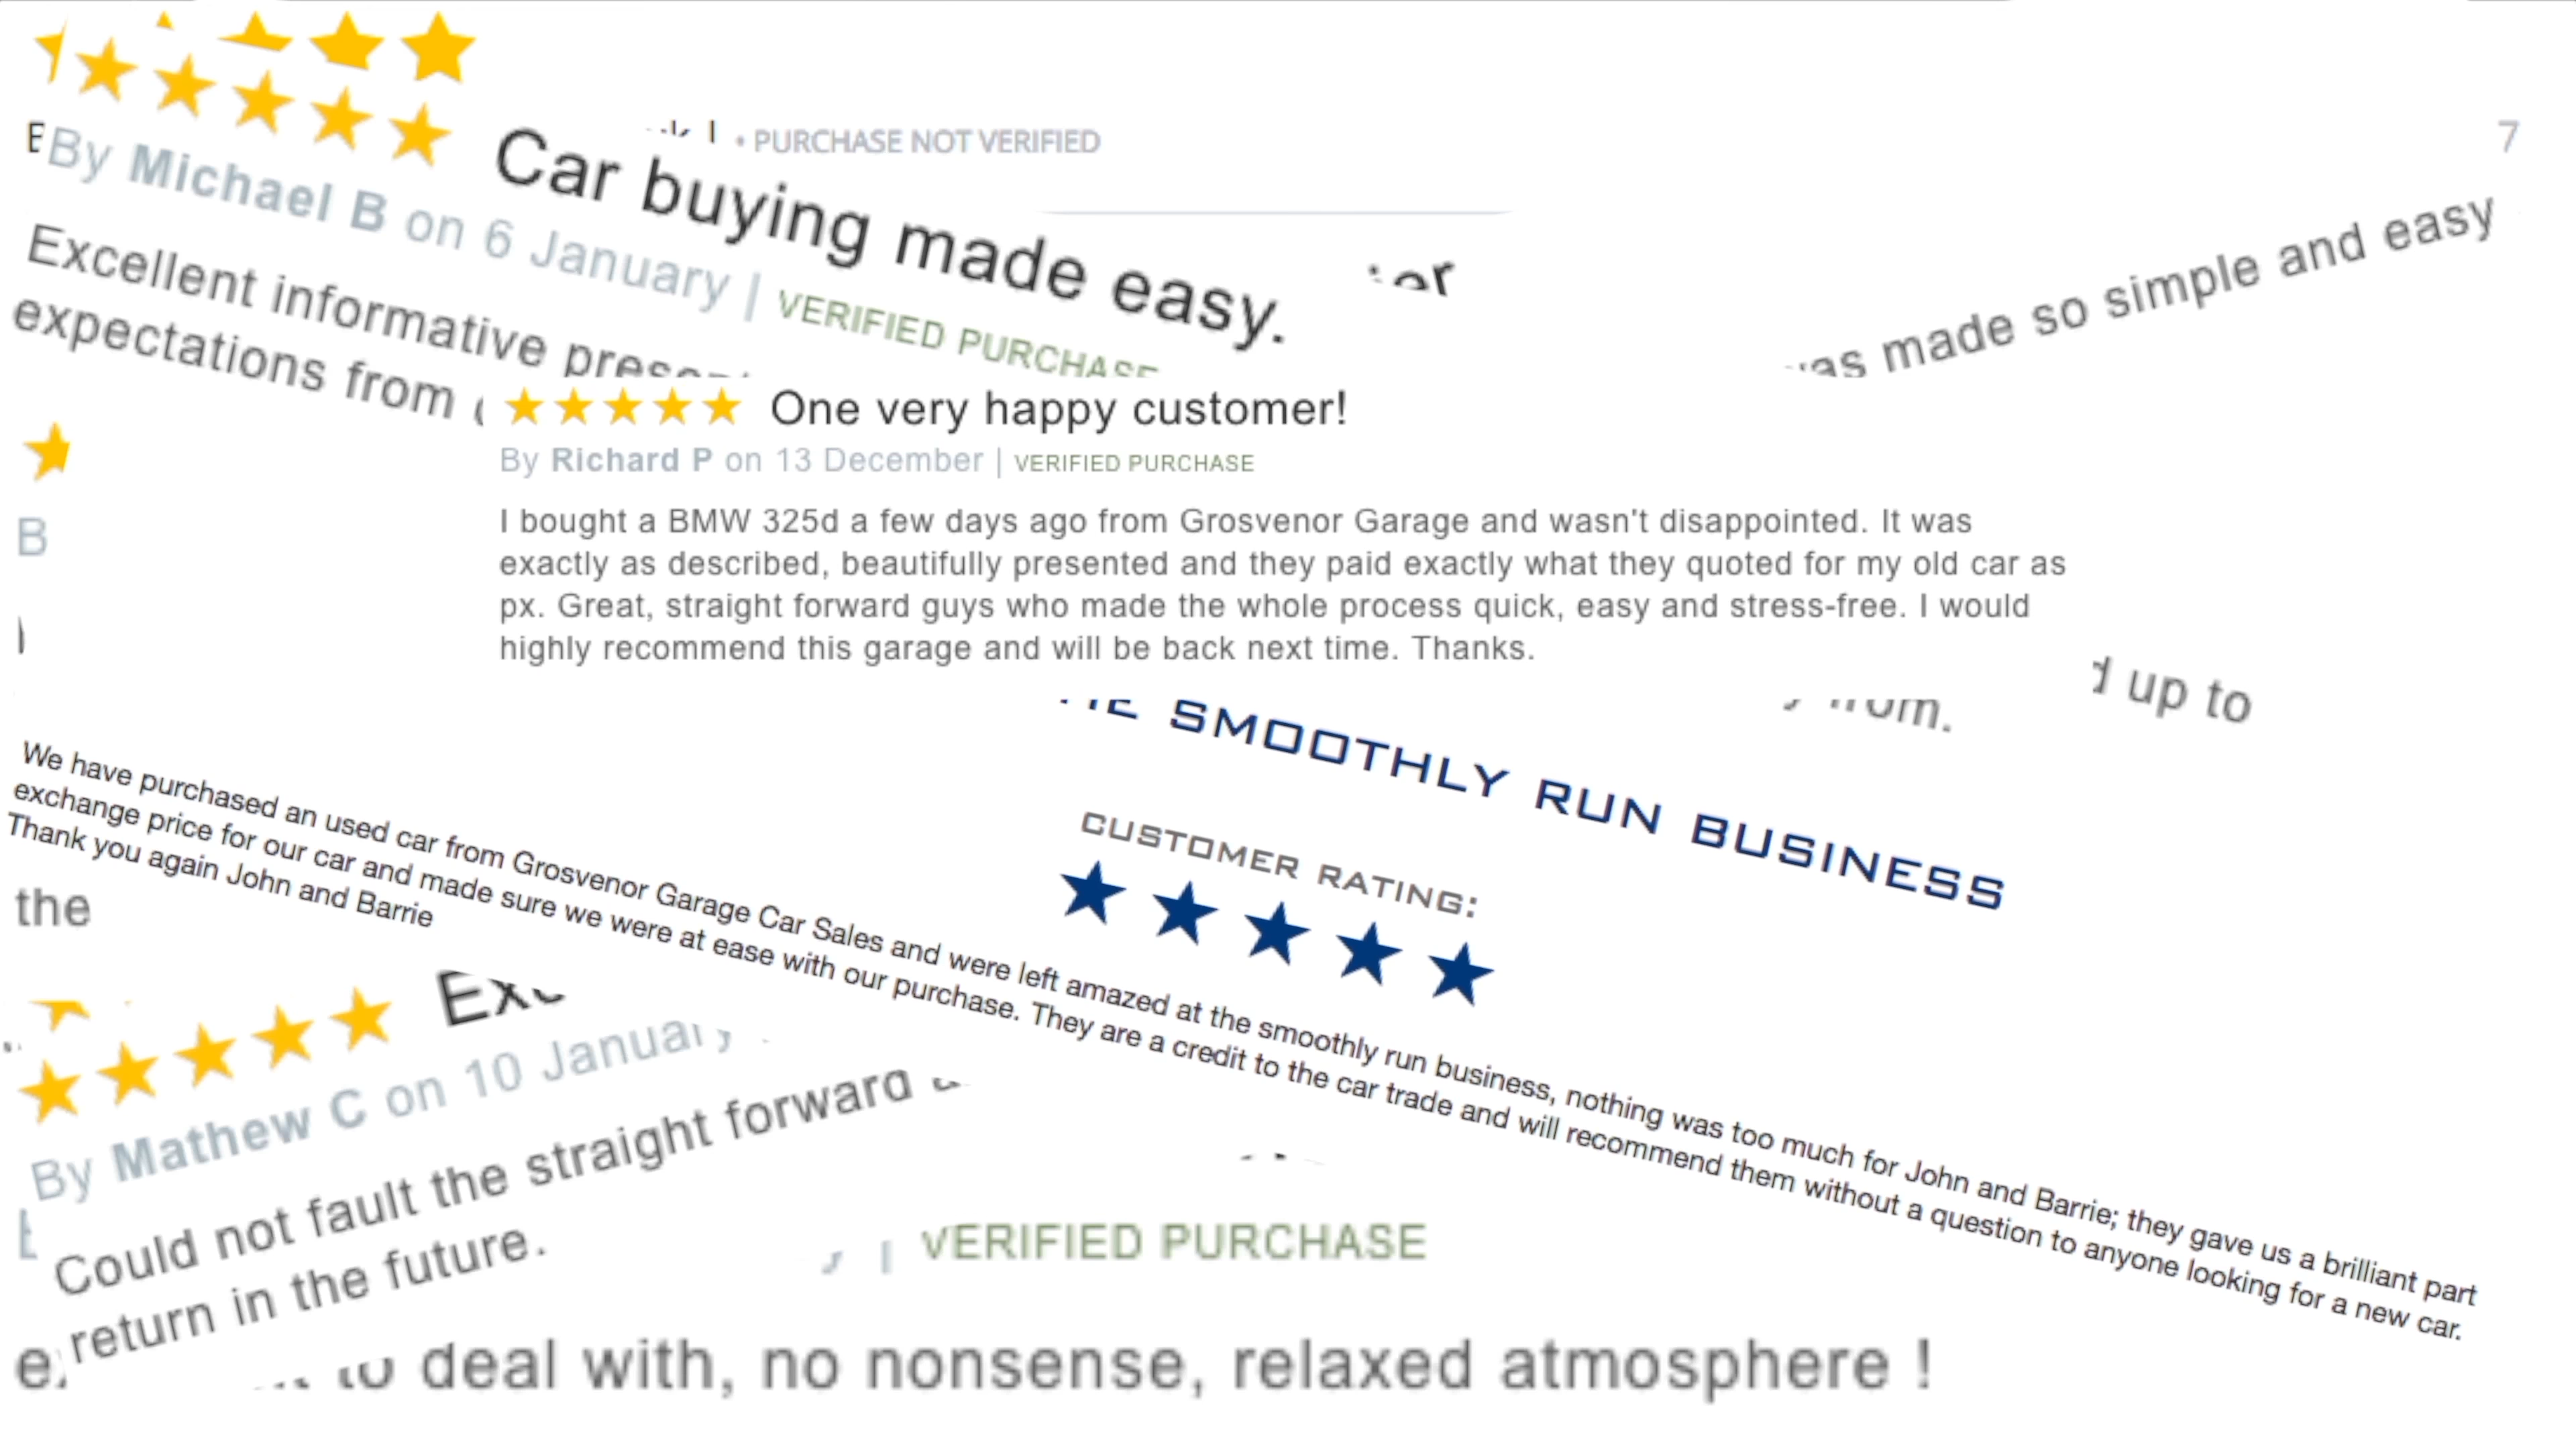 PURCHASE NOT VERIFIED
7
Car buying made easy.
By Michael B on 6 January | VERIFIED PURCHASE
Excellent informative
expectations from
made so simple and easy
One very happy customer!
By Richard P on 13 December | VERIFIED PURCHASE
I bought a BMW 325d a few days ago from Grosvenor Garage and wasn't disappointed. It was
exactly as described, beautifully presented and they paid exactly what they quoted for my old car as
px. Great, straight forward guys who made the whole process quick, easy and stress-free. I would
highly recommend this garage and will be back next time. Thanks.
up to
SMOOTHLY RUN BUSINESS
CUSTOMER RATING:
We have purchased an used car from Grosvenor Garage Car Sales and were left amazed at the smoothly run business, nothing was too much for John and Barrie; they gave us a brilliant part
exchange price for our car and made sure we were at ease with our purchase. They are a credit to the car trade and will recommend them without a question to anyone looking for a new car.
Thank you again John and Barrie
the
By Mathew C on 10 January
Could not fault the straight forward
return in the future.
VERIFIED PURCHASE
to deal with, no nonsense, relaxed atmosphere !